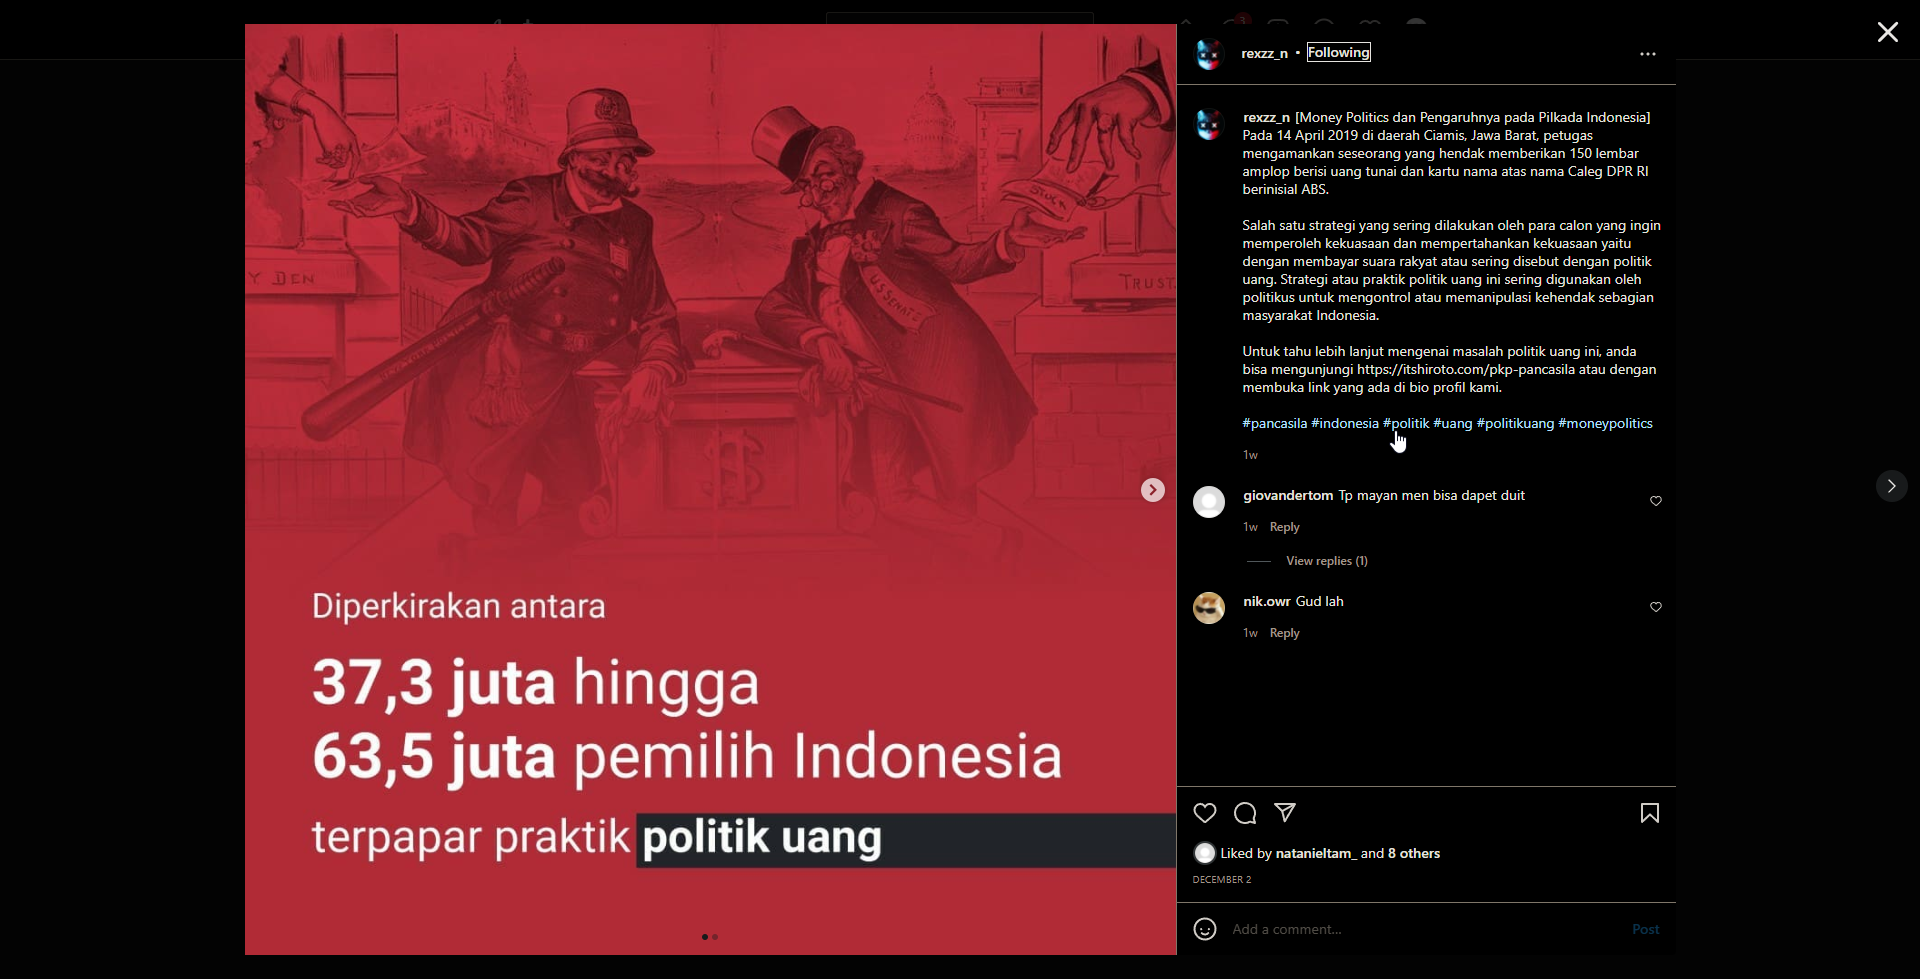 Y DEN
STOCK
TRUST
U.S. SENATE
Diperkirakan antara
37,3 juta hingga
63,5 juta pemilih Indonesia
terpapar praktik politik uang
rexzz_n • Following
rexzz_n [Money Politics dan Pengaruhnya pada Pilkada Indonesia]
Pada 14 April 2019 di daerah Ciamis, Jawa Barat, petugas
mengamankan seseorang yang hendak memberikan 150 lembar
amplop berisi uang tunai dan kartu nama atas nama Caleg DPR RI
berinisial ABS.
Salah satu strategi yang sering dilakukan oleh para calon yang ingin
memperoleh kekuasaan dan mempertahankan kekuasaan yaitu
dengan membayar suara rakyat atau sering disebut dengan politik
uang. Strategi atau praktik politik uang ini sering digunakan oleh
politikus untuk mengontrol atau memanipulasi kehendak sebagian
masyarakat Indonesia.
Untuk tahu lebih lanjut mengenai masalah politik uang ini, anda
bisa mengunjungi https://itshiroto.com/pkp-pancasila atau dengan
membuka link yang ada di bio profil kami.
#pancasila #indonesia #politik #uang #politikuang #moneypolitics
1w
giovandertom Tp mayan men bisa dapet duit
1w Reply
View replies (1)
nik.owr Gud lah
1w Reply
Liked by natanieltam_ and 8 others
DECEMBER 2
Add a comment...
Post